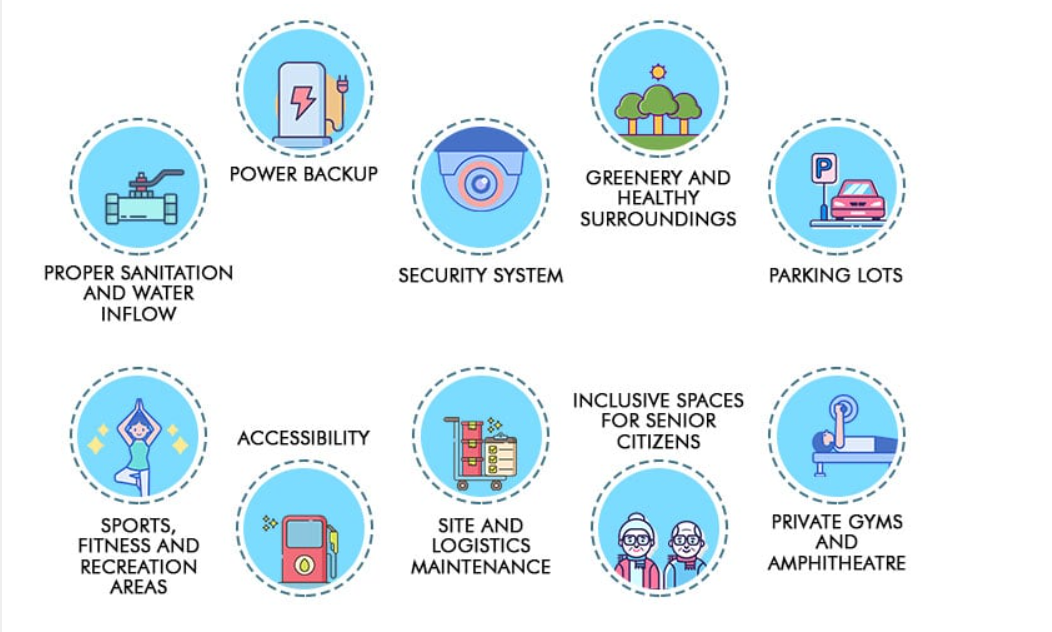 POWER BACKUP
PROPER SANITATION
AND WATER
INFLOW
SECURITY SYSTEM
GREENERY AND
HEALTHY
SURROUNDINGS
P
PARKING LOTS
SPORTS,
FITNESS AND
RECREATION
AREAS
ACCESSIBILITY
SITE AND
LOGISTICS
MAINTENANCE
INCLUSIVE SPACES
FOR SENIOR
CITIZENS
PRIVATE GYMS
AND
AMPHITHEATRE